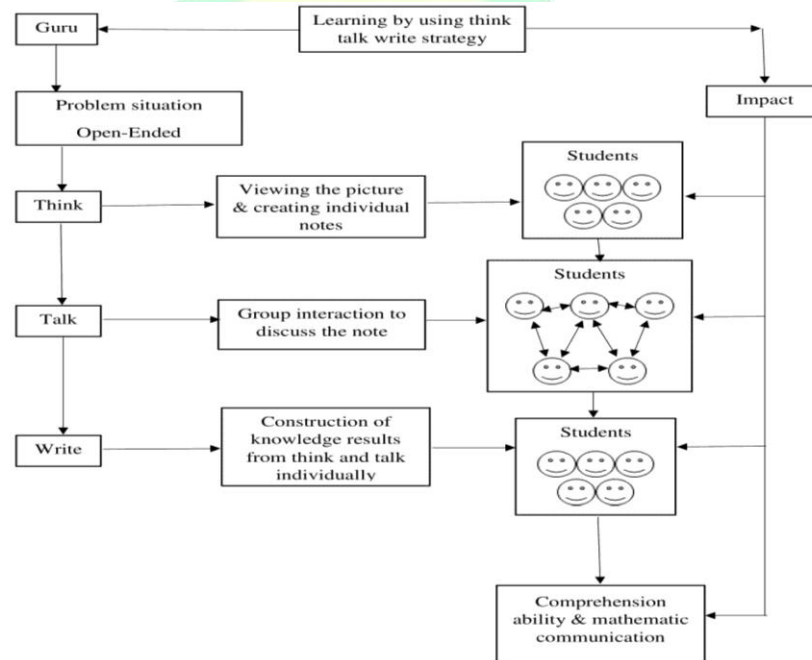 Guru
Learning by using think
talk write strategy
Impact
Problem situation
Open-Ended
Students
Think
Viewing the picture
& creating individual
notes
Students
Talk
Group interaction to
discuss the note
Students
Write
Construction of
knowledge results
from think and talk
individually
Comprehension
ability & mathematic
communication